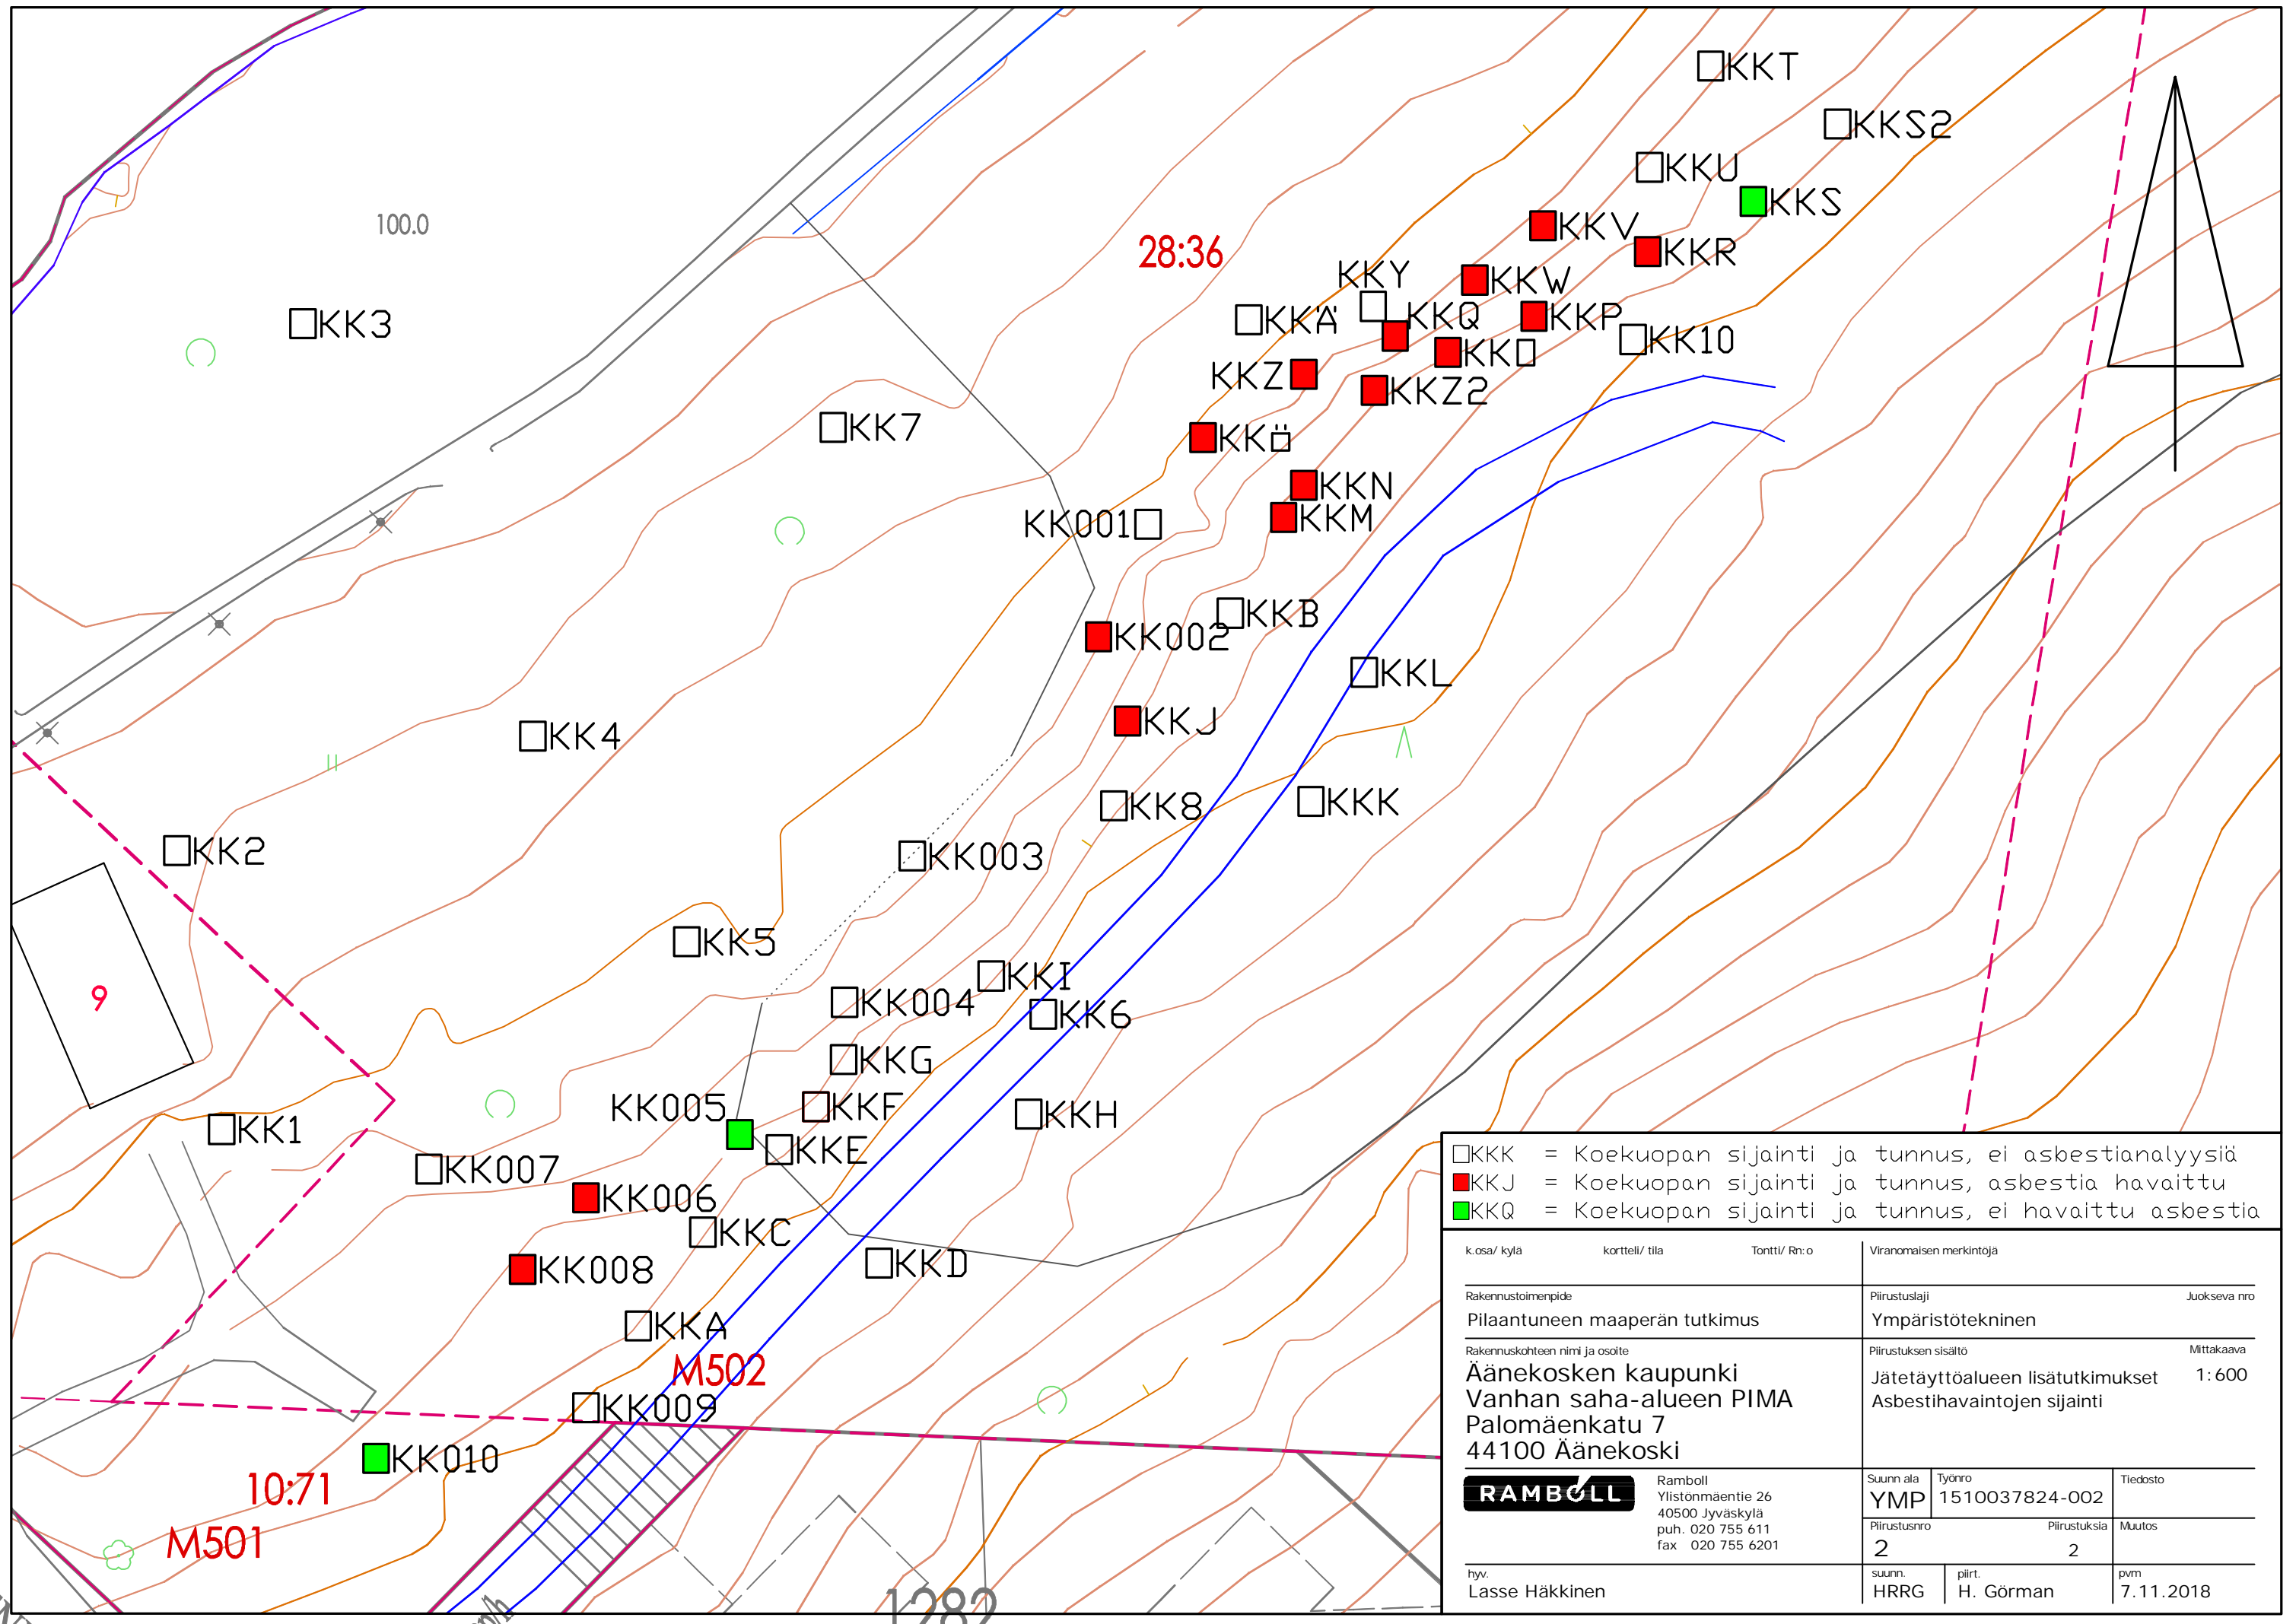 KKT
KKS2
KKU
KKS
100.0
28:36
KKV
KKR
KKY
KKW
KK3
KKÄ
KKQ
KKP
KK10
KKZ
KKO
KKZ2
KK7
KKÖ
KKN
KK001
KKM
KKB
KK002
KKL
KKJ
KK4
KK8
KKK
KK2
KK003
KK5
KKI
9
KK004
KK6
KKG
KK005
KKF
KKH
KK1
KKE
KK007
KK006
KKC
KKD
KK008
KKA
M502
KK009
KK010
10:71
M501
1282
KKK = Koekuopan sijainti ja tunnus, ei asbestianalyysiä
KKJ = Koekuopan sijainti ja tunnus, asbestia havaittu
KKQ = Koekuopan sijainti ja tunnus, ei havaittu asbestia
k.osa/ kylä kortteli/ tila Tontti/ Rn:o Viranomaisen merkintöjä
Rakennustoimenpide Piirustuslaji Juokseva nro
Pilaantuneen maaperän tutkimus Ympäristötekninen
Rakennuskohteen nimi ja osoite Piirustuksen sisältö Mittakaava
Äänekosken kaupunki
Vanhan saha-alueen PIMA
Palomäenkatu 7
44100 Äänekoski
Jätetäyttöalueen lisätutkimukset 1:600
Asbestihavaintojen sijainti
RAMBOLL
Ramboll
Ylistönmäentie 26
40500 Jyväskylä
puh. 020 755 611
fax 020 755 6201
Suunn ala Työnro Tiedosto
YMP 1510037824-002
Piirustusnro Piirustuksia Muutos
2 2
hyv. suunn. piirt. pvm
Lasse Häkkinen HRRG H. Görman 7.11.2018